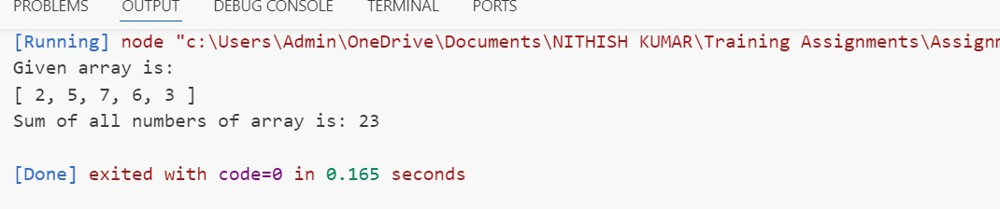 PROBLEMS OUTPUT DEBUG CONSOLE TERMINAL PORTS
[Running] node "c:\Users\Admin\OneDrive\Documents\NITHISH KUMAR\Training Assignments\Assignm
Given array is:
[ 2, 5, 7, 6, 3 ]
Sum of all numbers of array is: 23
[Done] exited with code=0 in 0.165 seconds